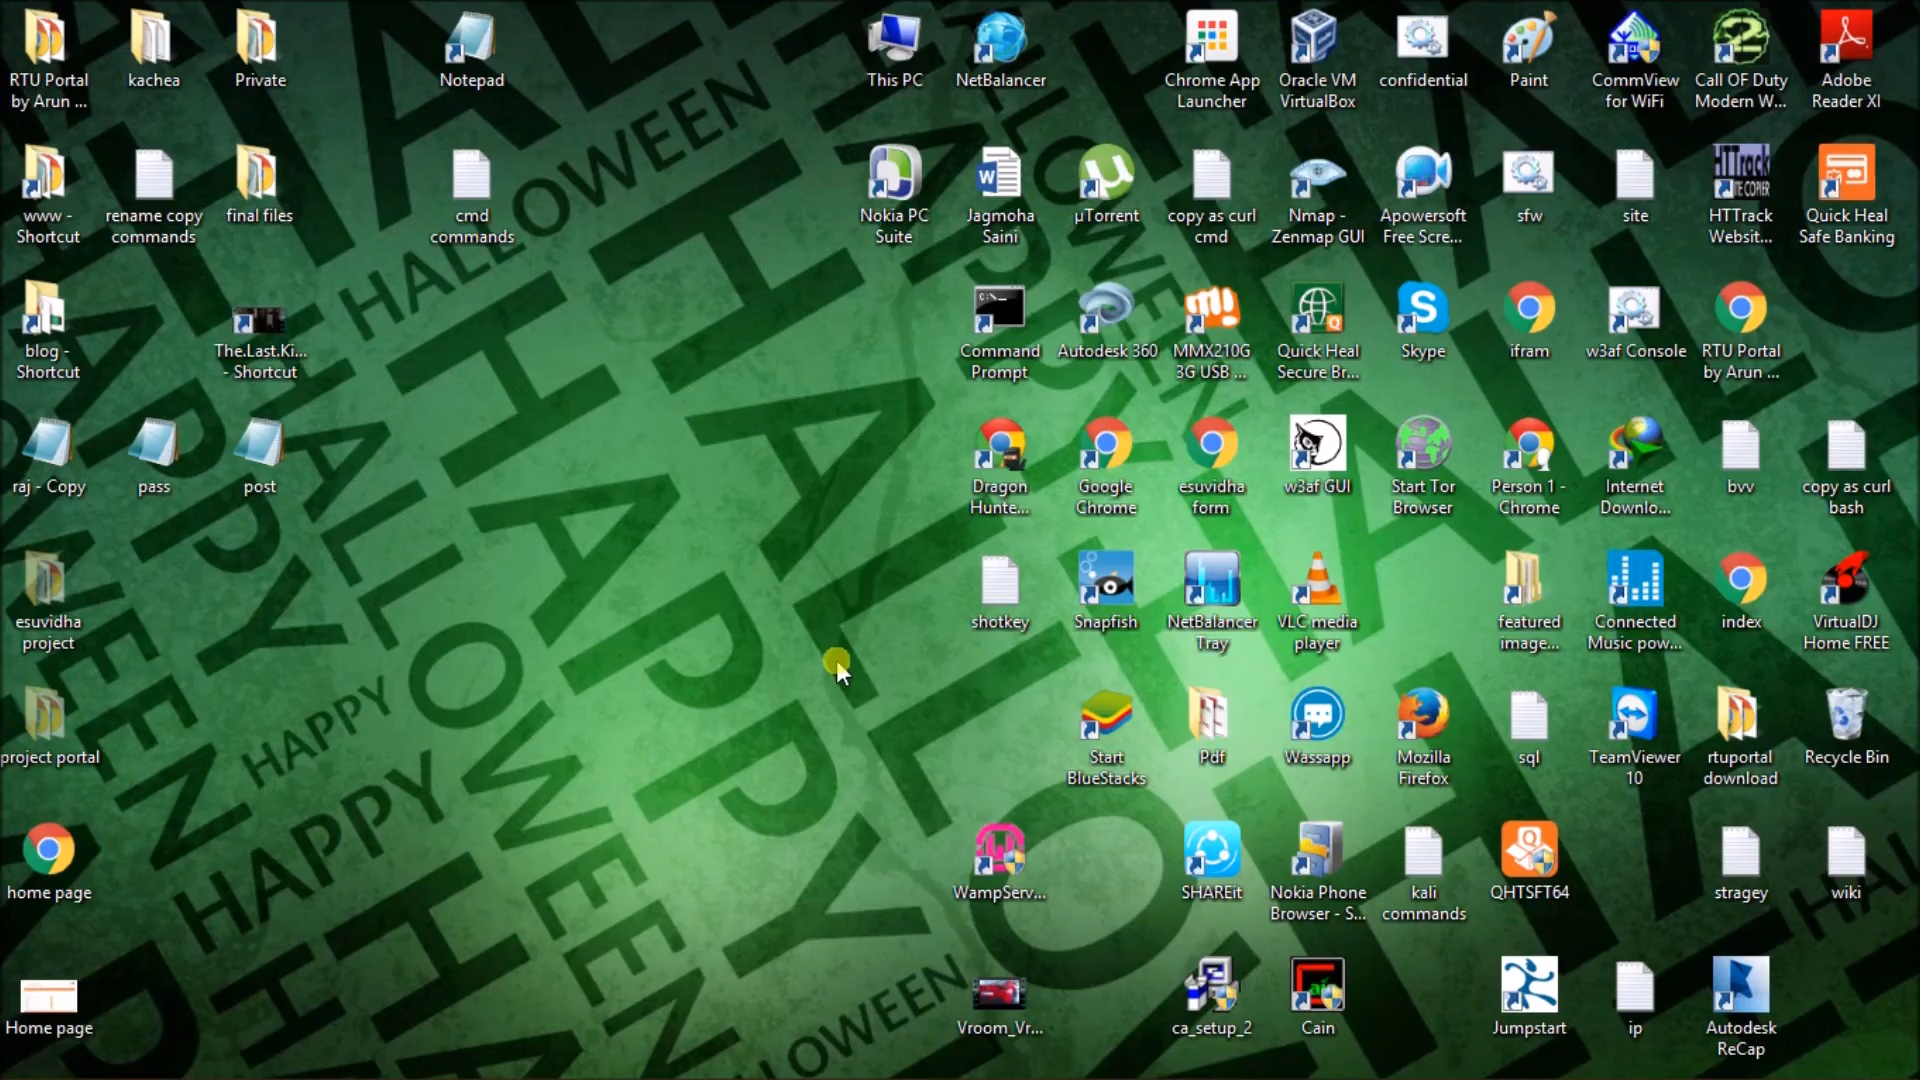 RTU Portal
by Arun ...
kachea
Private
Notepad
This PC
NetBalancer
Chrome App
Launcher
Oracle VM
VirtualBox
confidential
Paint
CommView
for WiFi
Call OF Duty
Modern W...
Adobe
Reader XI
www -
Shortcut
rename copy
commands
final files
cmd
commands
Nokia PC
Suite
Jagmoha
Saini
µTorrent
copy as curl
cmd
Nmap -
Zenmap GUI
Apowersoft
Free Scre...
sfw
site
HTTrack
Websit...
Quick Heal
Safe Banking
blog -
Shortcut
The.Last.Ki...
- Shortcut
Command
Prompt
Autodesk 360
MMX210G
3G USB ...
Quick Heal
Secure Br...
Skype
ifram
w3af Console
RTU Portal
by Arun ...
raj - Copy
pass
post
Dragon
Hunte...
Google
Chrome
esuvidha
form
w3af GUI
Start Tor
Browser
Person 1 -
Chrome
Internet
Downlo...
bvv
copy as curl
bash
esuvidha
project
shotkey
Snapfish
NetBalancer
Tray
VLC media
player
featured
image...
Connected
Music pow...
index
VirtualDJ
Home FREE
project portal
Start
BlueStacks
Pdf
Wassapp
Mozilla
Firefox
sql
TeamViewer
10
rtuportal
download
Recycle Bin
home page
WampServ...
SHAREit
Nokia Phone
Browser - S...
kali
commands
QHTSFT64
stragey
wiki
Home page
Vroom_Vr...
ca_setup_2
Cain
Jumpstart
ip
Autodesk
ReCap
HAPPY
HALLOWEEN
HAPPY
HALLOWEEN
HAPPY
HALLOWEEN
HAPPY